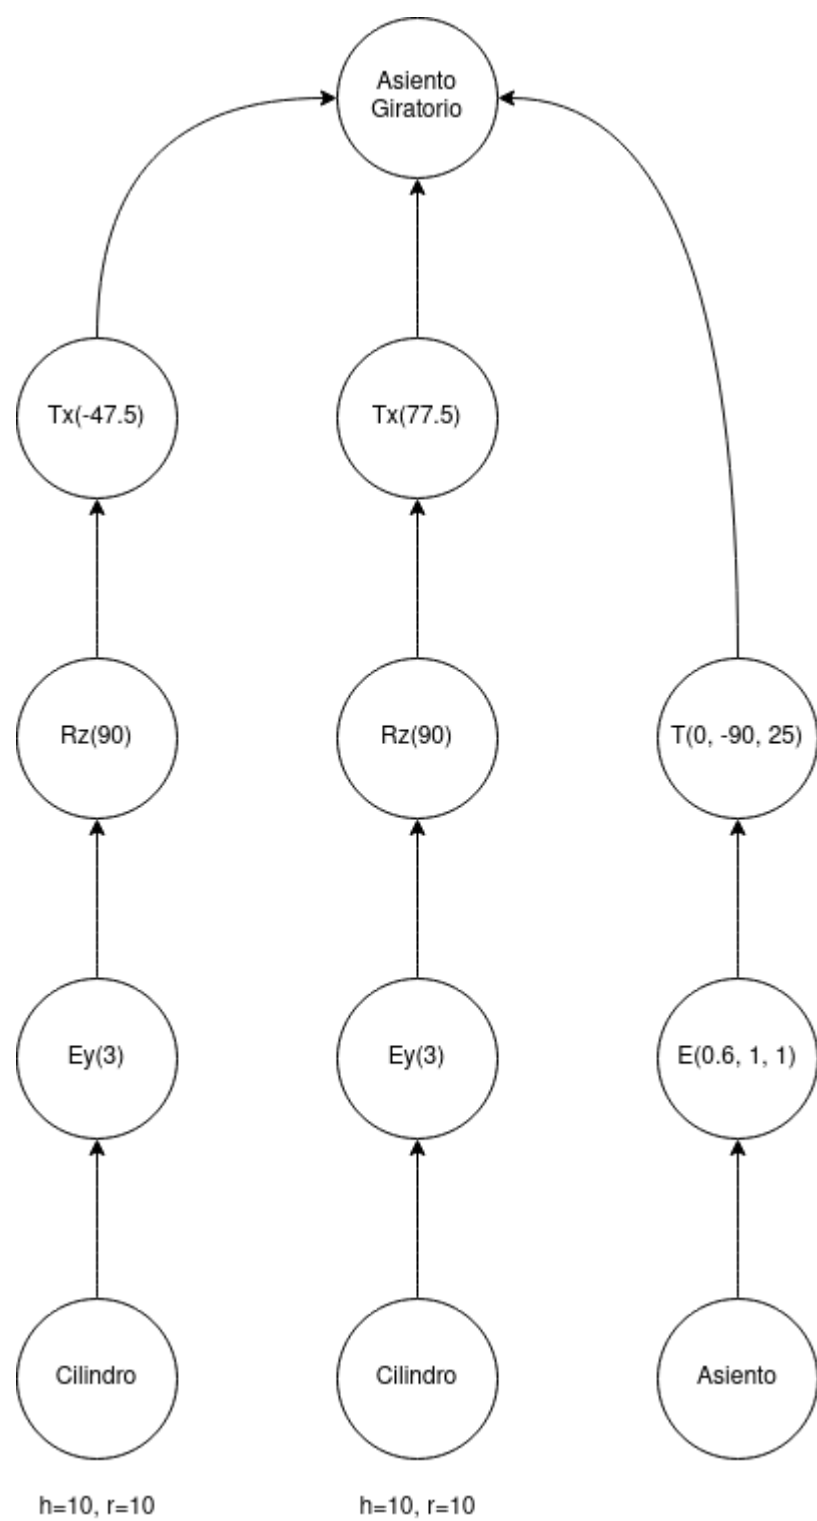 Asiento
Giratorio
Tx(-47.5)
Tx(77.5)
Rz(90)
Rz(90)
T(0, -90, 25)
Ey(3)
Ey(3)
E(0.6, 1, 1)
Cilindro
Cilindro
Asiento
h=10, r=10
h=10, r=10